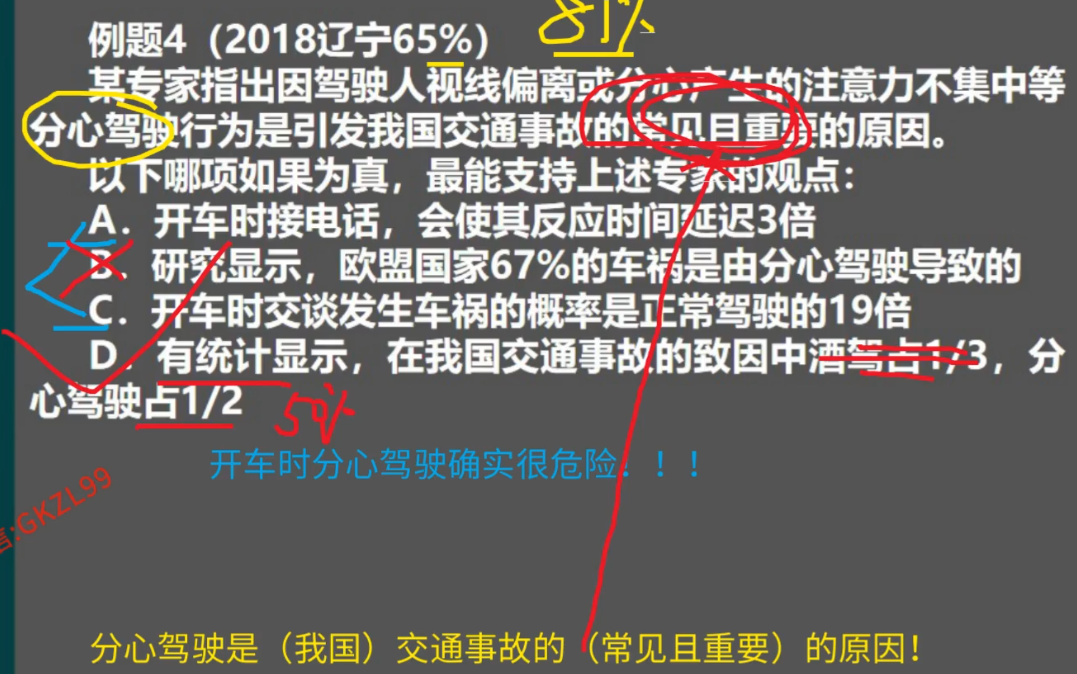 81%
例题4（2018辽宁65%）
某专家指出因驾驶人视线偏离或分心产生的注意力不集中等
分心驾驶行为是引发我国交通事故的常见且重要的原因。
以下哪项如果为真，最能支持上述专家的观点：
A．开车时接电话，会使其反应时间延迟3倍
B．研究显示，欧盟国家67%的车祸是由分心驾驶导致的
C．开车时交谈发生车祸的概率是正常驾驶的19倍
D．有统计显示，在我国交通事故的致因中酒驾占1/3，分
心驾驶占1/2
50%
开车时分心驾驶确实很危险！！！
信:GKZL99
分心驾驶是（我国）交通事故的（常见且重要）的原因！